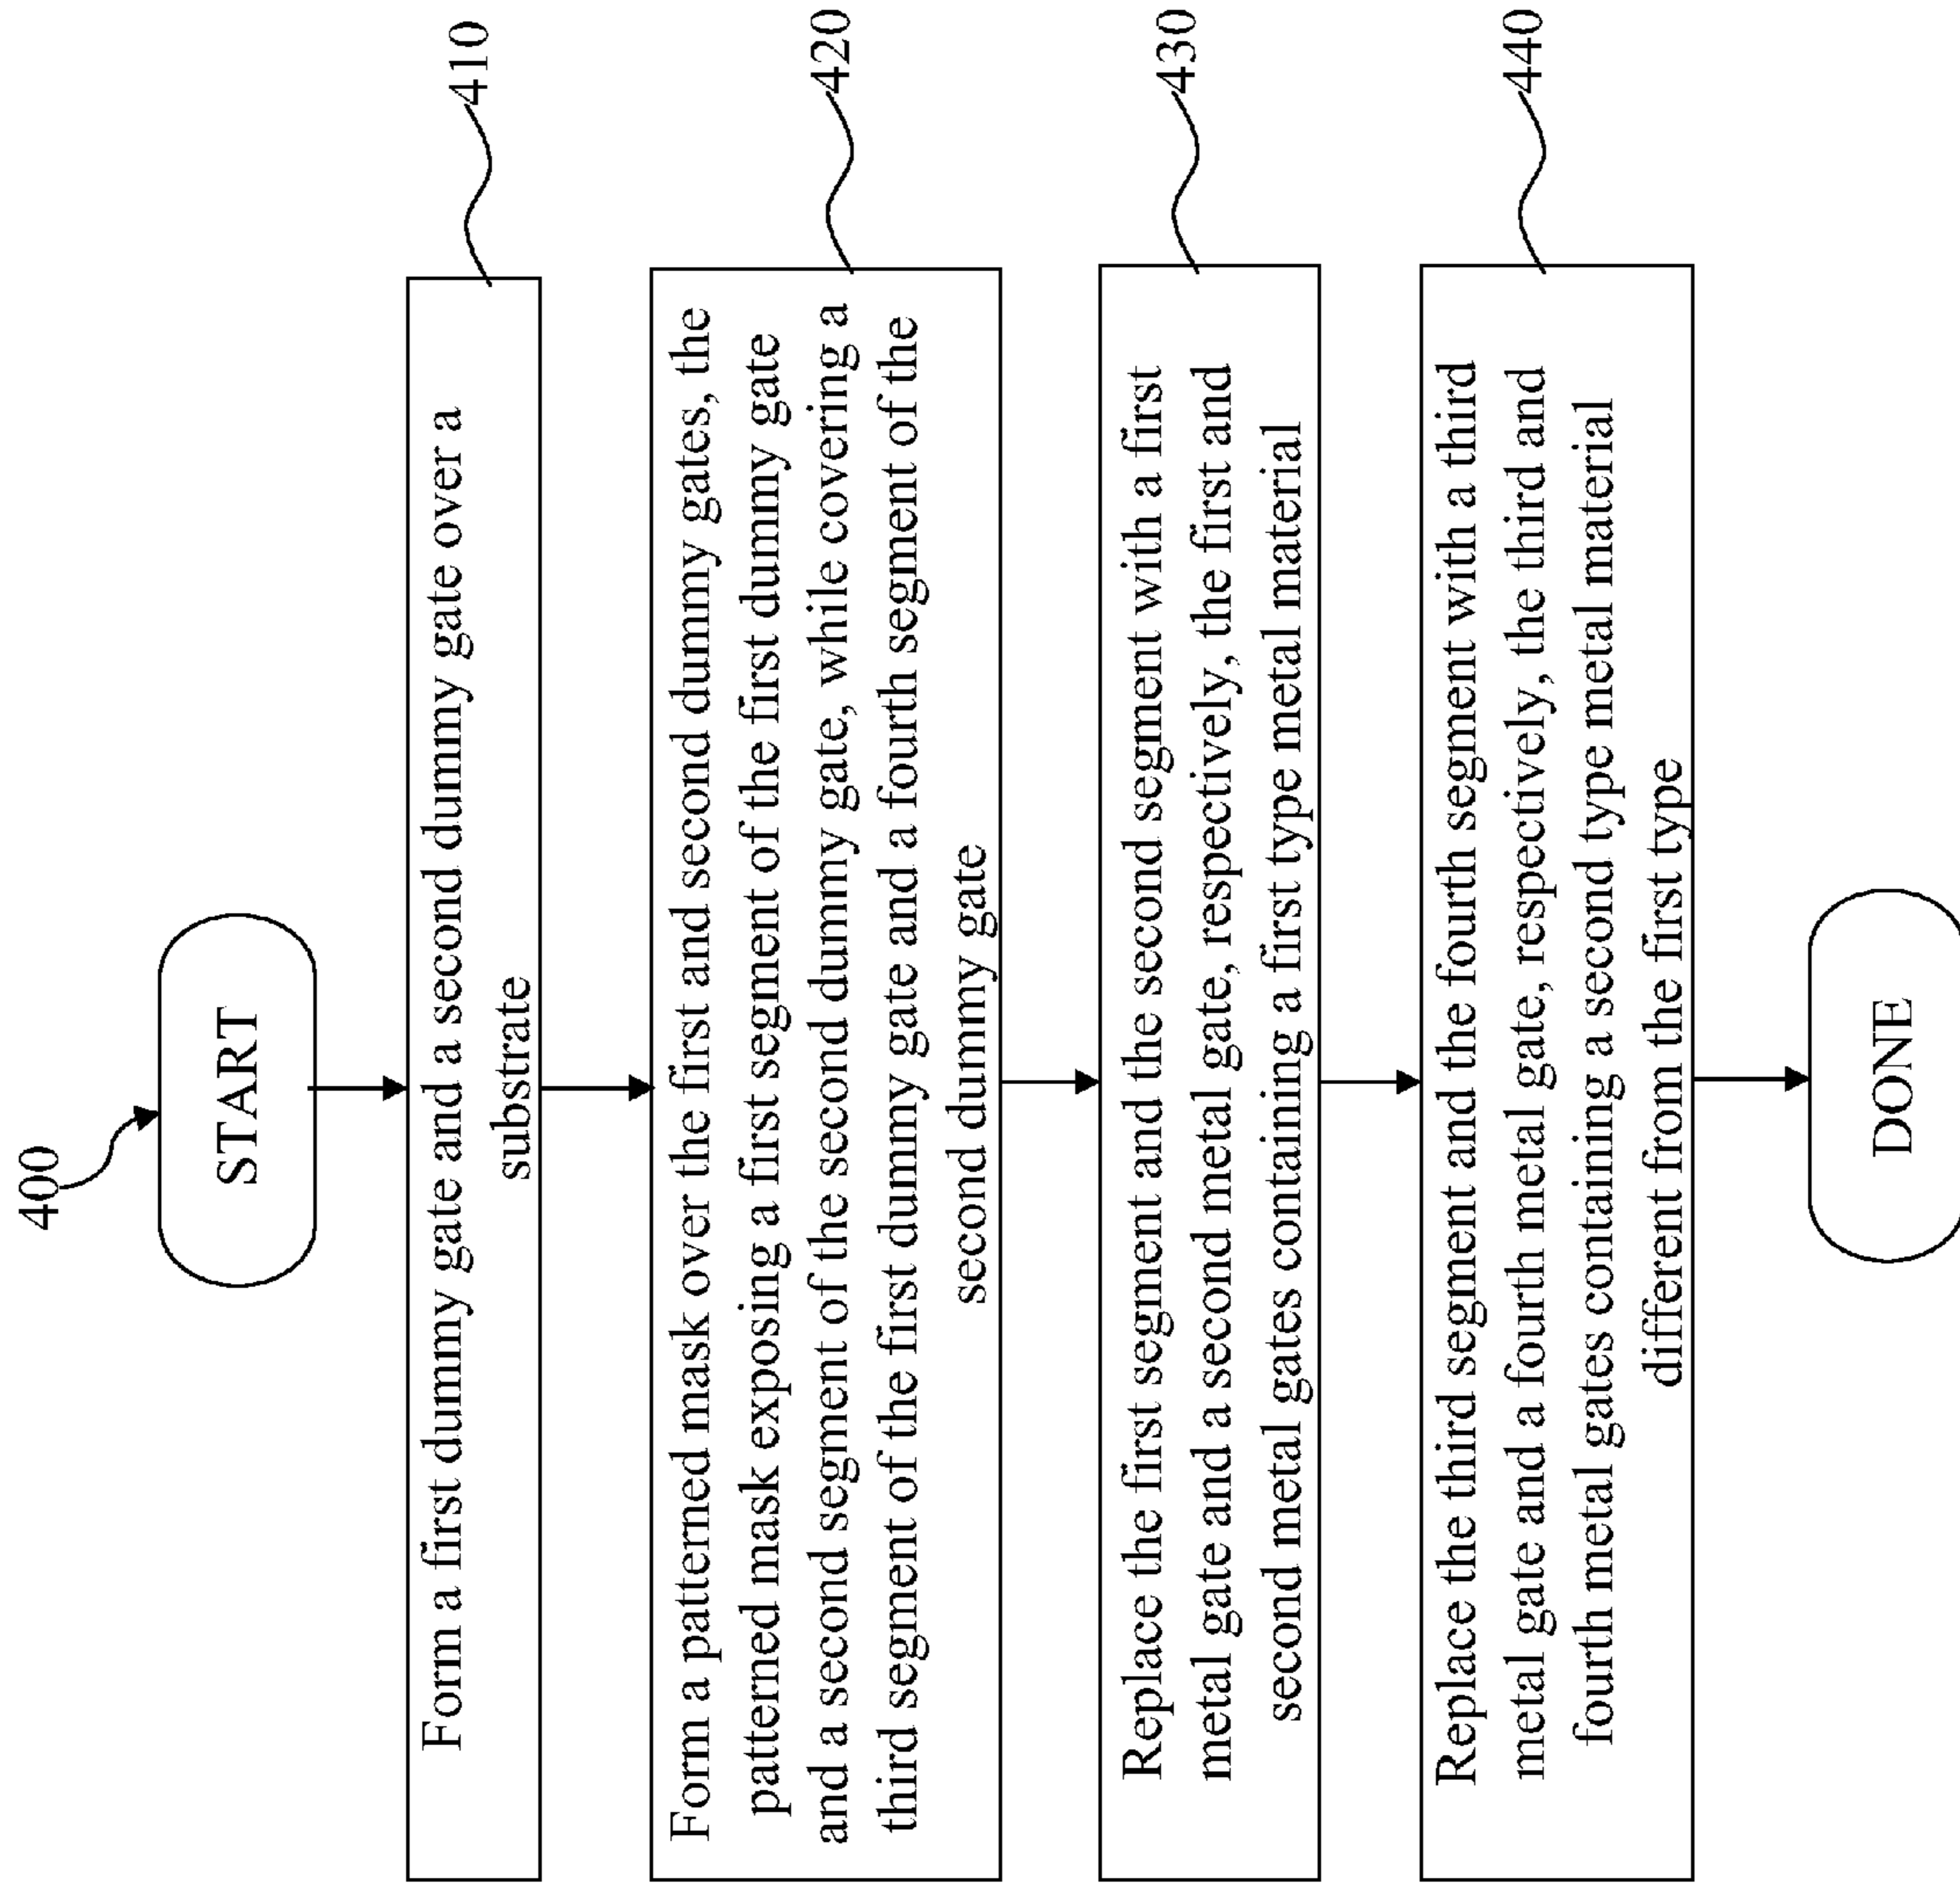 400
START
Form a first dummy gate and a second dummy gate over a
substrate
410
Form a patterned mask over the first and second dummy gates, the
patterned mask exposing a first segment of the first dummy gate
and a second segment of the second dummy gate, while covering a
third segment of the first dummy gate and a fourth segment of the
second dummy gate
420
Replace the first segment and the second segment with a first
metal gate and a second metal gate, respectively, the first and
second metal gates containing a first type metal material
430
Replace the third segment and the fourth segment with a third
metal gate and a fourth metal gate, respectively, the third and
fourth metal gates containing a second type metal material
different from the first type
440
DONE